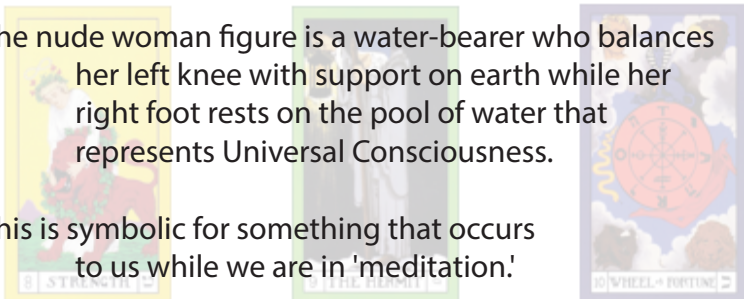 he nude woman figure is a water-bearer who balances
her left knee with support on earth while her
right foot rests on the pool of water that
represents Universal Consciousness.
his is symbolic for something that occurs
to us while we are in 'meditation.'
8 STRENGTH
9 THE HERMIT
10 WHEEL of FORTUNE